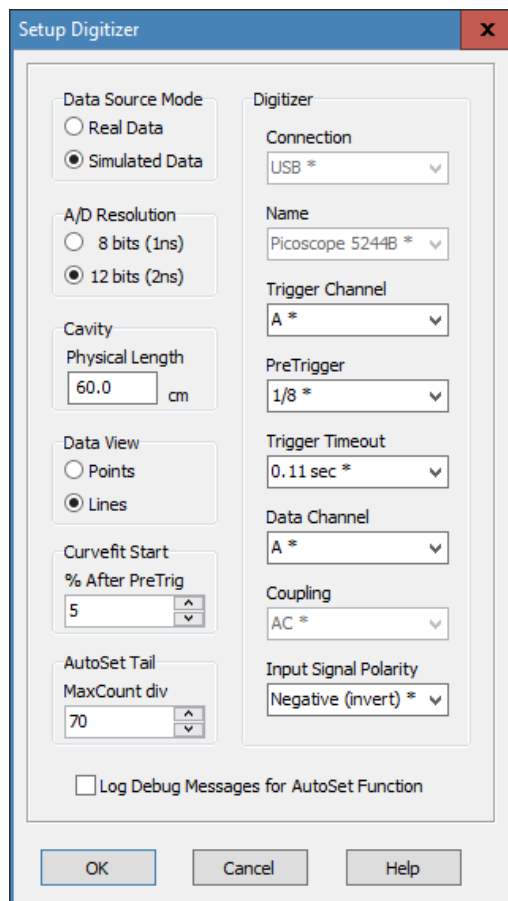 Setup Digitizer
x
Data Source Mode
Real Data
Simulated Data
A/D Resolution
8 bits (1ns)
12 bits (2ns)
Cavity
Physical Length
60.0 cm
Data View
Points
Lines
Curvefit Start
% After PreTrig
5
AutoSet Tail
MaxCount div
70
Digitizer
Connection
USB *
Name
Picoscope 5244B *
Trigger Channel
A *
PreTrigger
1/8 *
Trigger Timeout
0.11 sec *
Data Channel
A *
Coupling
AC *
Input Signal Polarity
Negative (invert) *
Log Debug Messages for AutoSet Function
OK
Cancel
Help